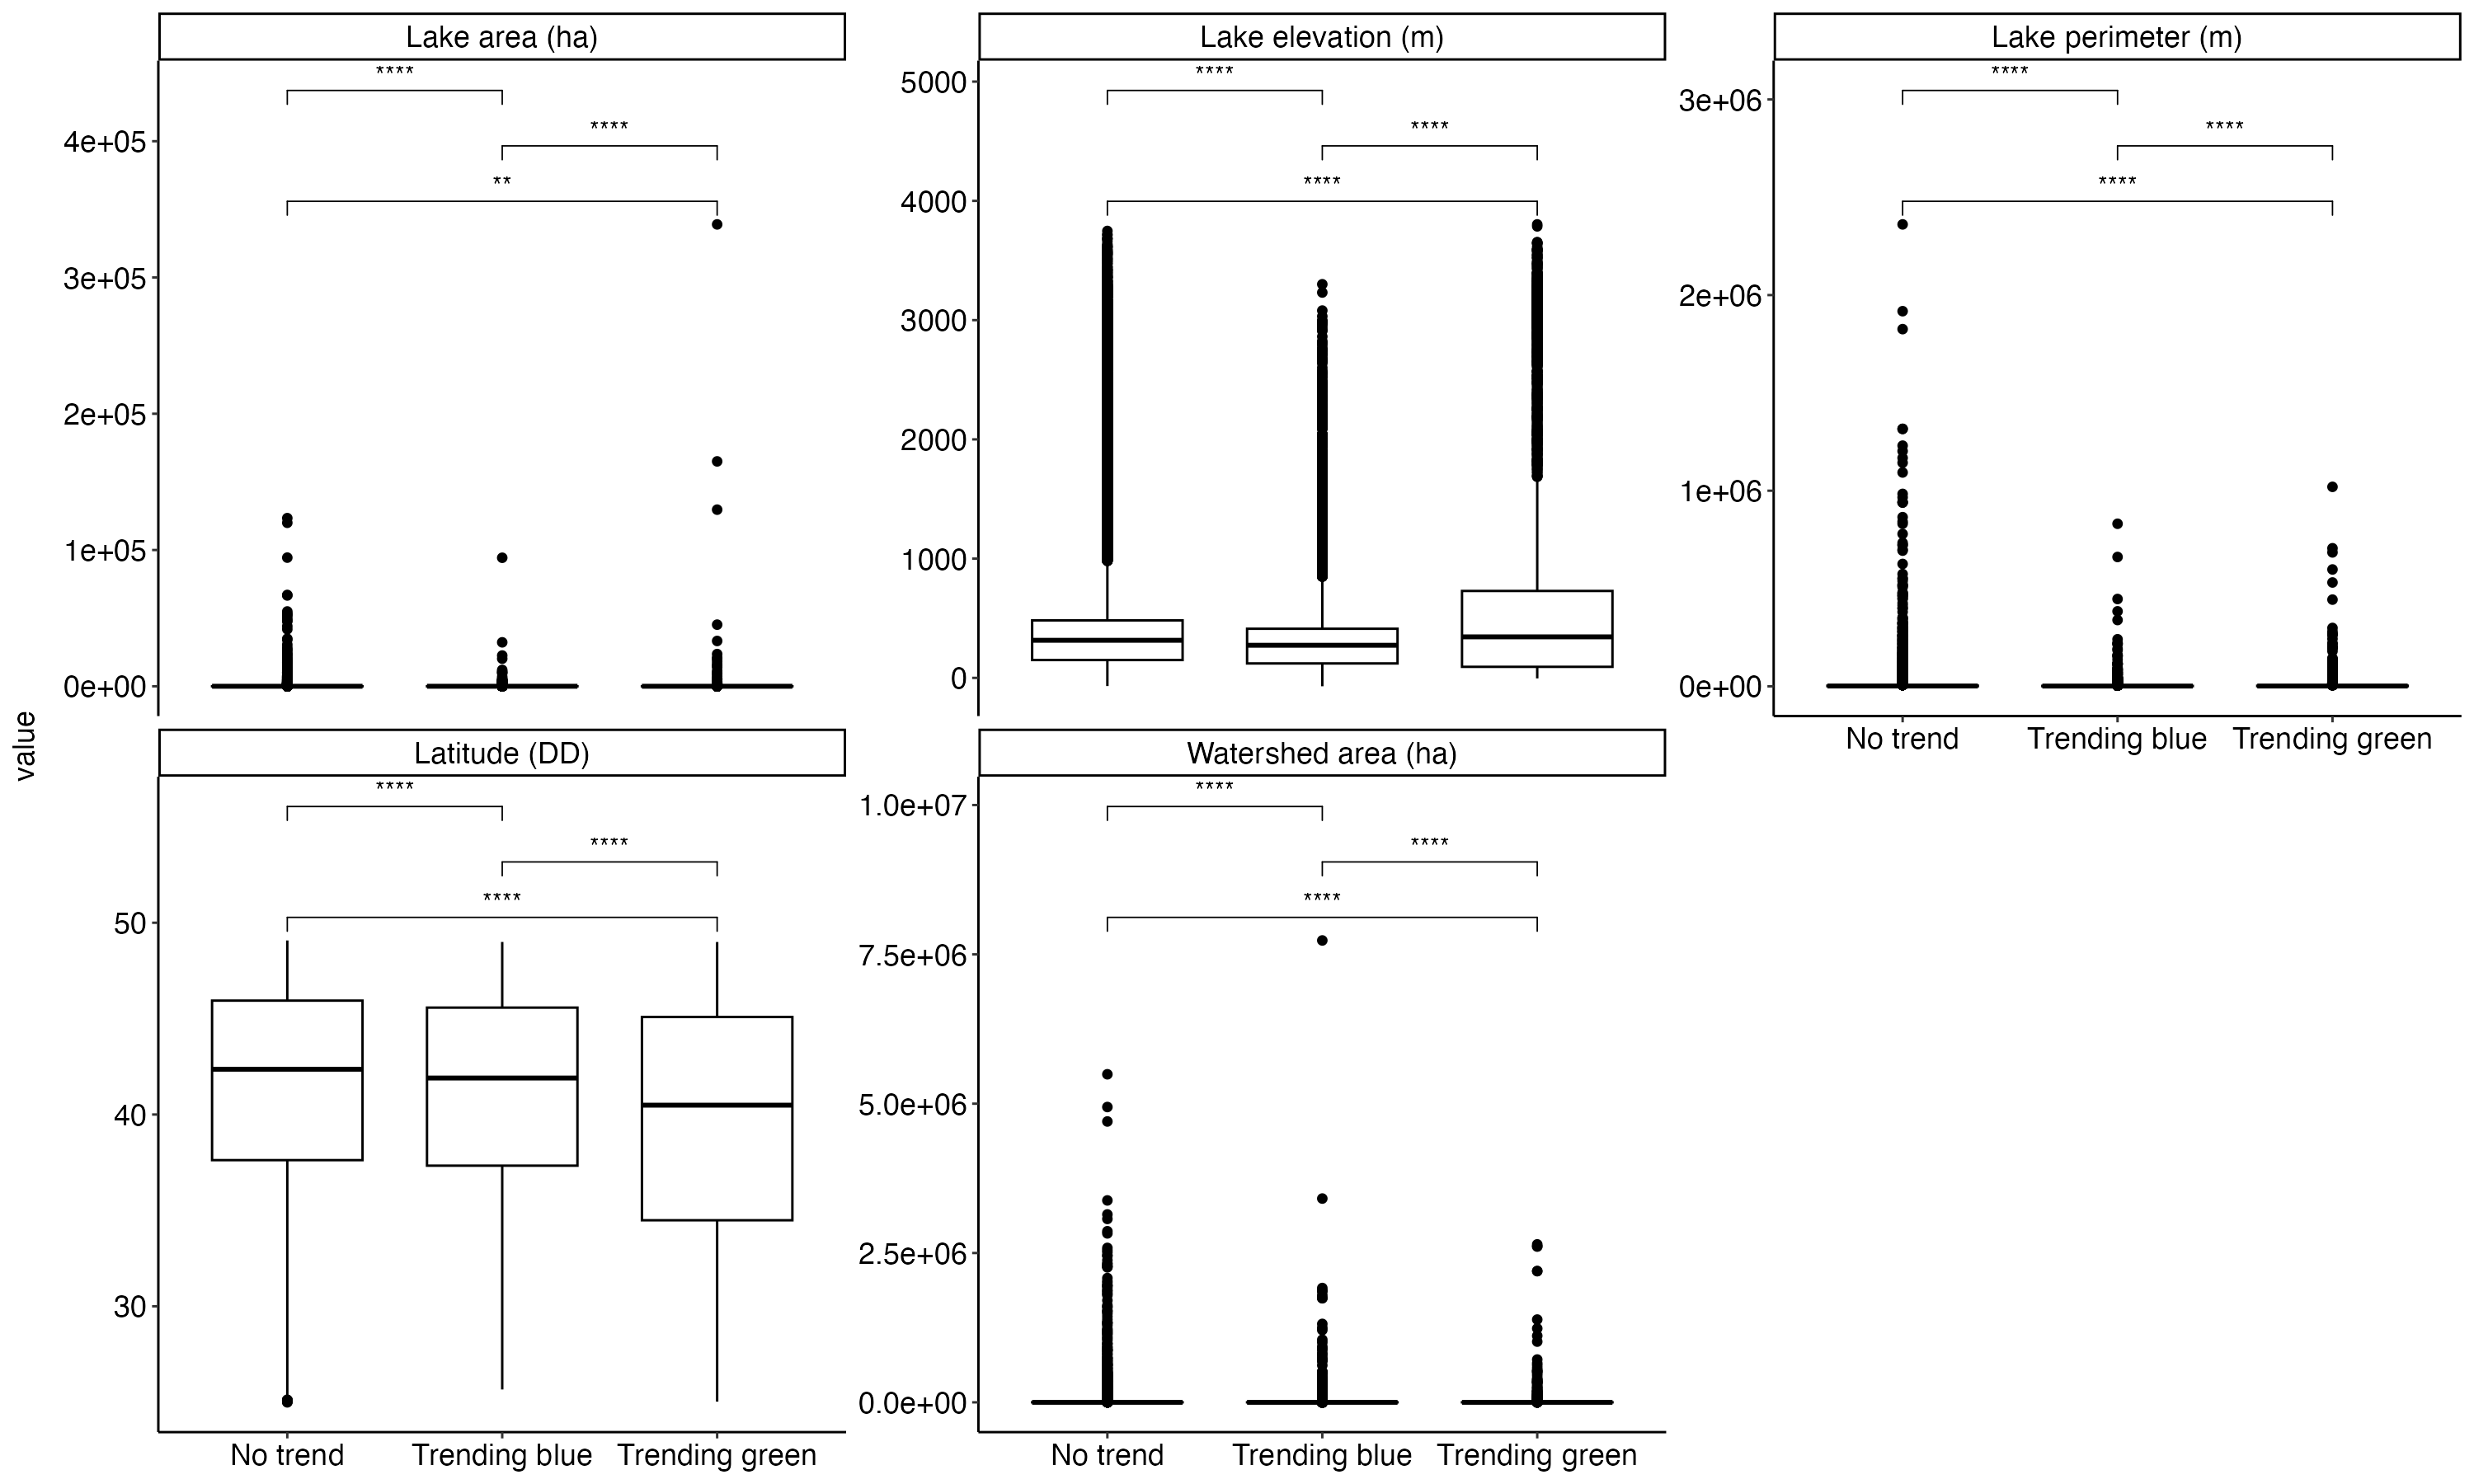 Lake area (ha)
Lake elevation (m)
Lake perimeter (m)
****
****
**
4e+05
3e+05
2e+05
1e+05
0e+00
****
****
****
5000
4000
3000
2000
1000
0
****
****
****
3e+06
2e+06
1e+06
0e+00
No trend
Trending blue
Trending green
value
Latitude (DD)
Watershed area (ha)
****
****
****
50
40
30
No trend
Trending blue
Trending green
****
****
****
1.0e+07
7.5e+06
5.0e+06
2.5e+06
0.0e+00
No trend
Trending blue
Trending green